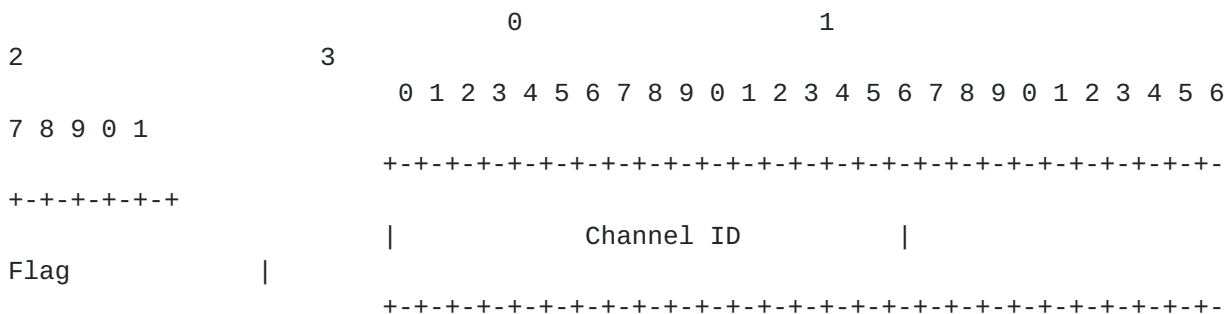 0 1
2 3
0 1 2 3 4 5 6 7 8 9 0 1 2 3 4 5 6 7 8 9 0 1 2 3 4 5 6
7 8 9 0 1
+-+-+-+-+-+-+-+-+-+-+-+-+-+-+-+-+-+-+-+-+-+-+-+-+-+-+-
+-+-+-+-+-+
| Channel ID |
Flag |
+-+-+-+-+-+-+-+-+-+-+-+-+-+-+-+-+-+-+-+-+-+-+-+-+-+-+-